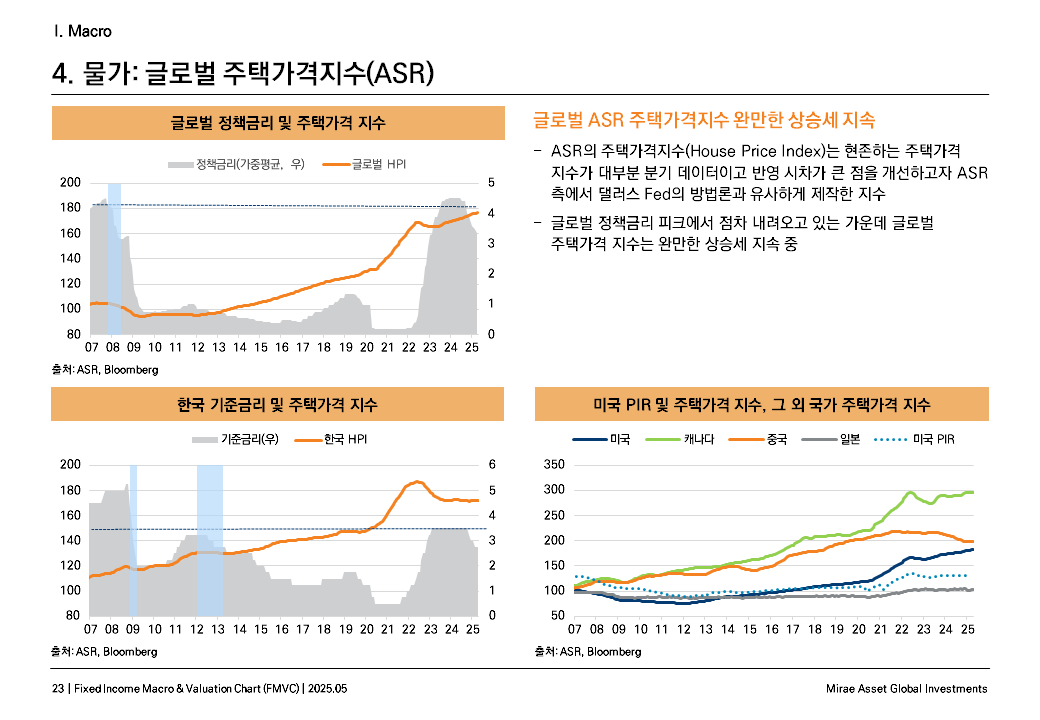 I. Macro
4. 물가: 글로벌 주택가격지수(ASR)
글로벌 정책금리 및 주택가격 지수
정책금리(가중평균, 우) 글로벌 HPI
200 5
180 4
160 3
140
120 2
100 1
80 0
07 08 09 10 11 12 13 14 15 16 17 18 19 20 21 22 23 24 25
출처: ASR, Bloomberg
글로벌 ASR 주택가격지수 완만한 상승세 지속
– ASR의 주택가격지수(House Price Index)는 현존하는 주택가격
지수가 대부분 분기 데이터이고 반영 시차가 큰 점을 개선하고자 ASR
측에서 댈러스 Fed의 방법론과 유사하게 제작한 지수
– 글로벌 정책금리 피크에서 점차 내려오고 있는 가운데 글로벌
주택가격 지수는 완만한 상승세 지속 중
한국 기준금리 및 주택가격 지수
기준금리(우) 한국 HPI
200 6
180 5
160 4
140 3
120 2
100 1
80 0
07 08 09 10 11 12 13 14 15 16 17 18 19 20 21 22 23 24 25
출처: ASR, Bloomberg
미국 PIR 및 주택가격 지수, 그 외 국가 주택가격 지수
미국 캐나다 중국 일본 미국 PIR
350
300
250
200
150
100
50
07 08 09 10 11 12 13 14 15 16 17 18 19 20 21 22 23 24 25
출처: ASR, Bloomberg
23 | Fixed Income Macro & Valuation Chart (FMVC) | 2025.05
Mirae Asset Global Investments